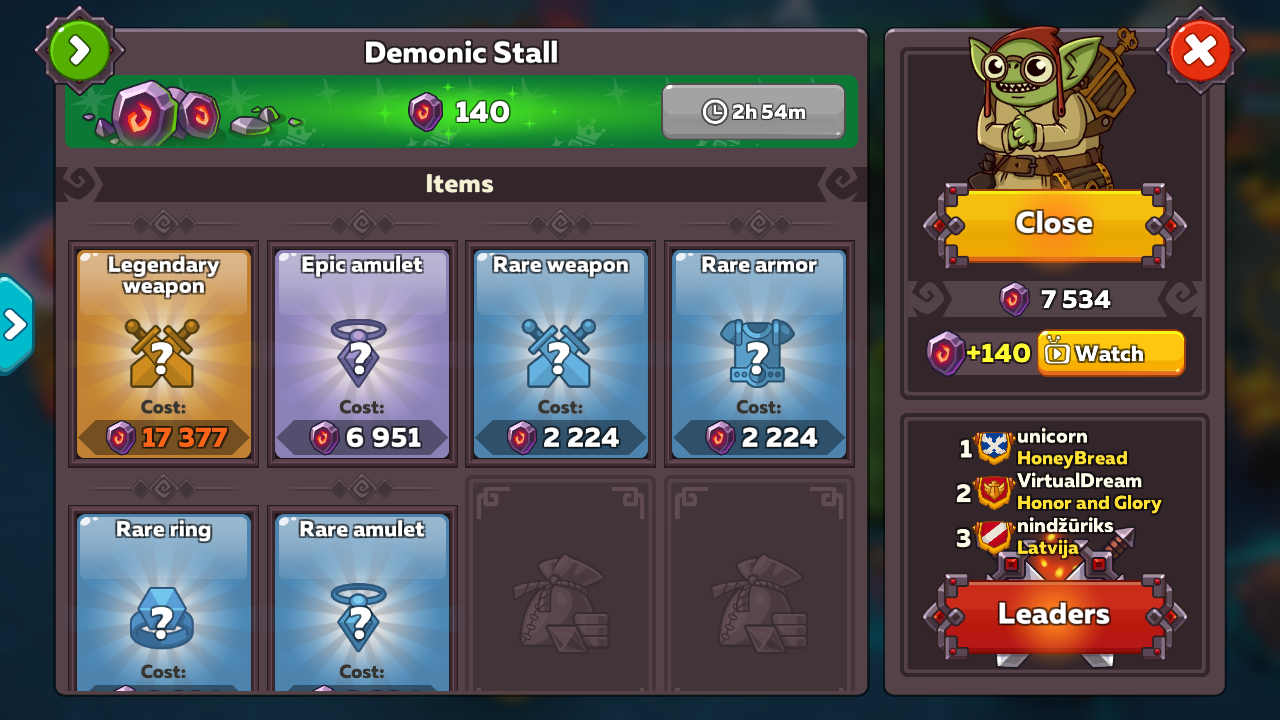 Demonic Stall
140
2h 54m
Items
Legendary
weapon
?
Cost:
17 377
Epic amulet
?
Cost:
6 951
Rare weapon
?
Cost:
2 224
Rare armor
?
Cost:
2 224
Rare ring
?
Cost:
Rare amulet
?
Cost:
Close
7 534
+140
Watch
1
unicorn
HoneyBread
2
VirtualDream
Honor and Glory
3
nindžūriks
Latvija
Leaders